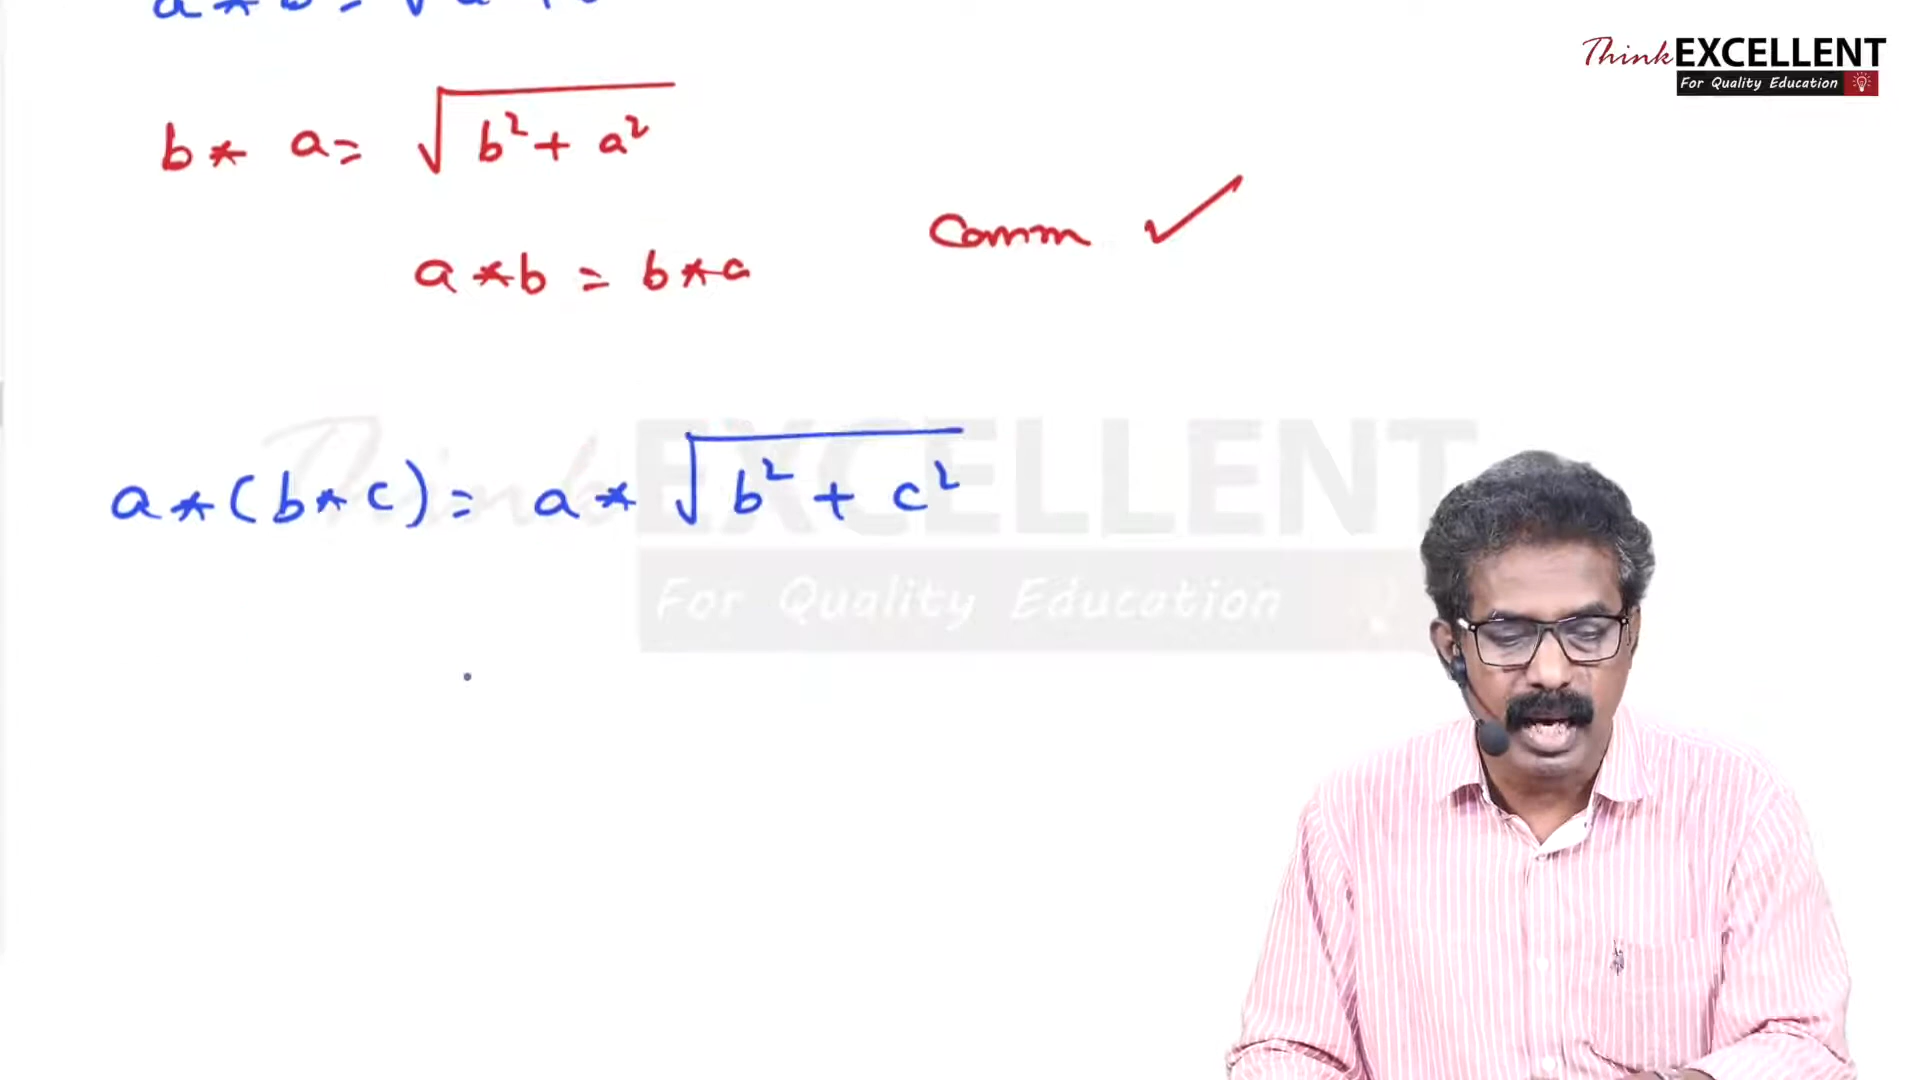 Think EXCELLENT
For Quality Education
b * a = √(b² + a²)
Comm ✓
a * b = b * a
a * (b * c) = a * √(b² + c²)
Think EXCELLENT
For Quality Education